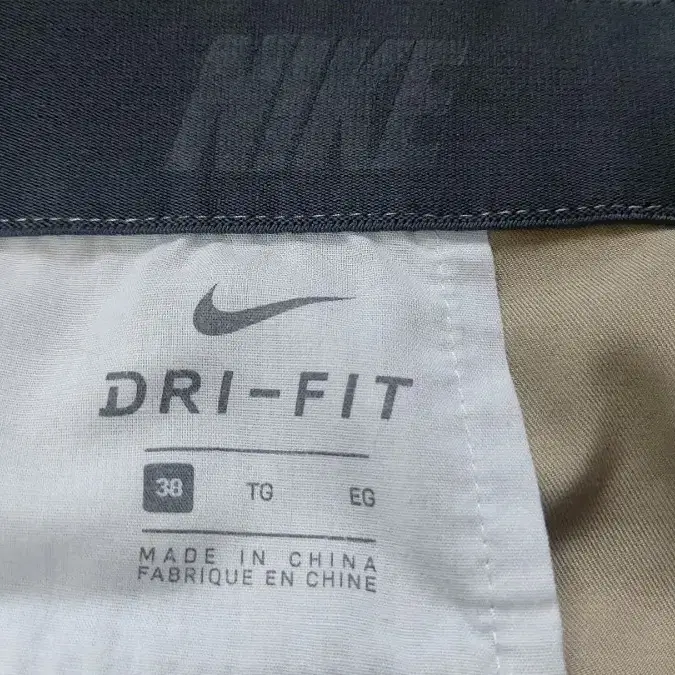 NIKE
DRI-FIT
38 TG EG
MADE IN CHINA
FABRIQUE EN CHINE